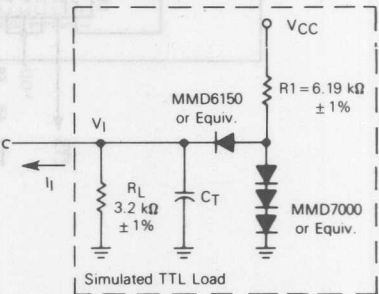 VCC
R1 = 6.19 kΩ
± 1%
MMD6150
or Equiv.
C
VI
II
RL
3.2 kΩ
± 1%
CT
MMD7000
or Equiv.
Simulated TTL Load